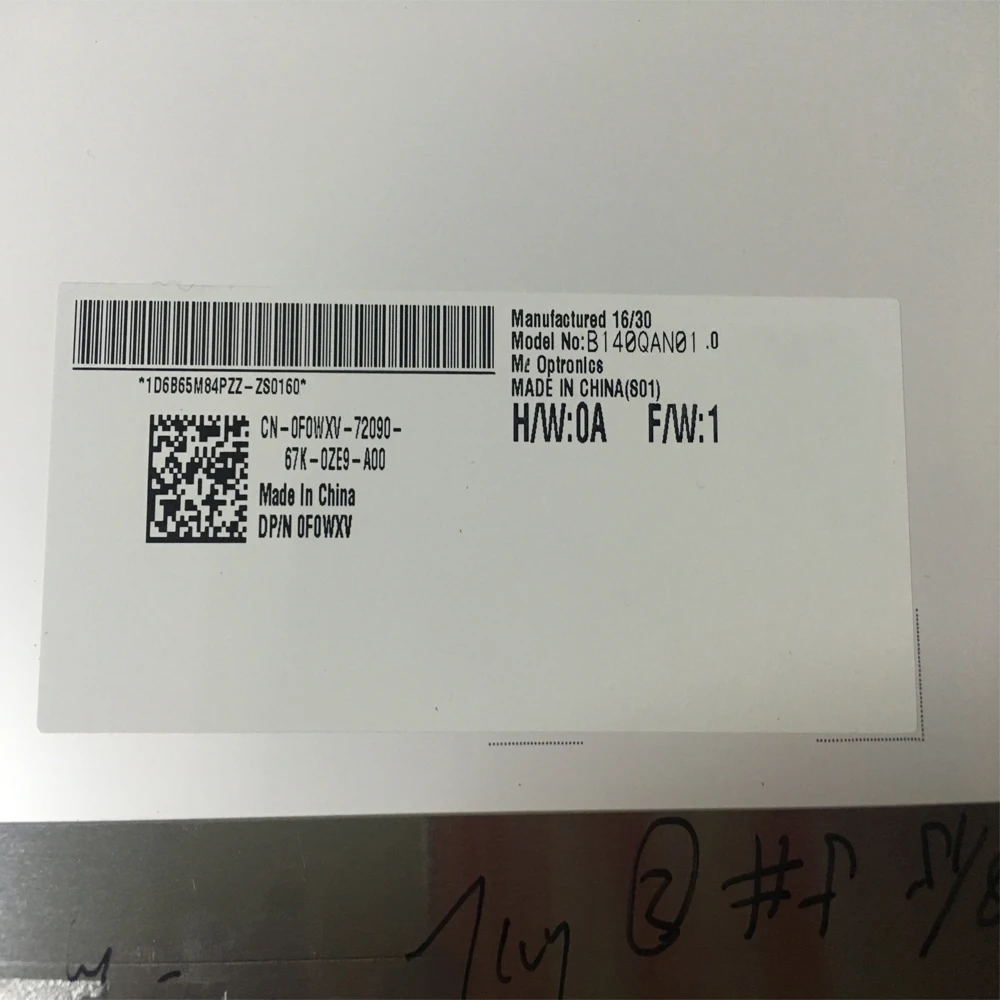 Manufactured 16/30
Model No:B140QAN01 .0
Optronics
MADE IN CHINA(S01)
H/W:0A F/W:1
*1D6B65M84PZZ-ZS0160*
CN-0F0WXV-72090-
67K-0ZE9-A00
Made In China
DP/N 0F0WXV